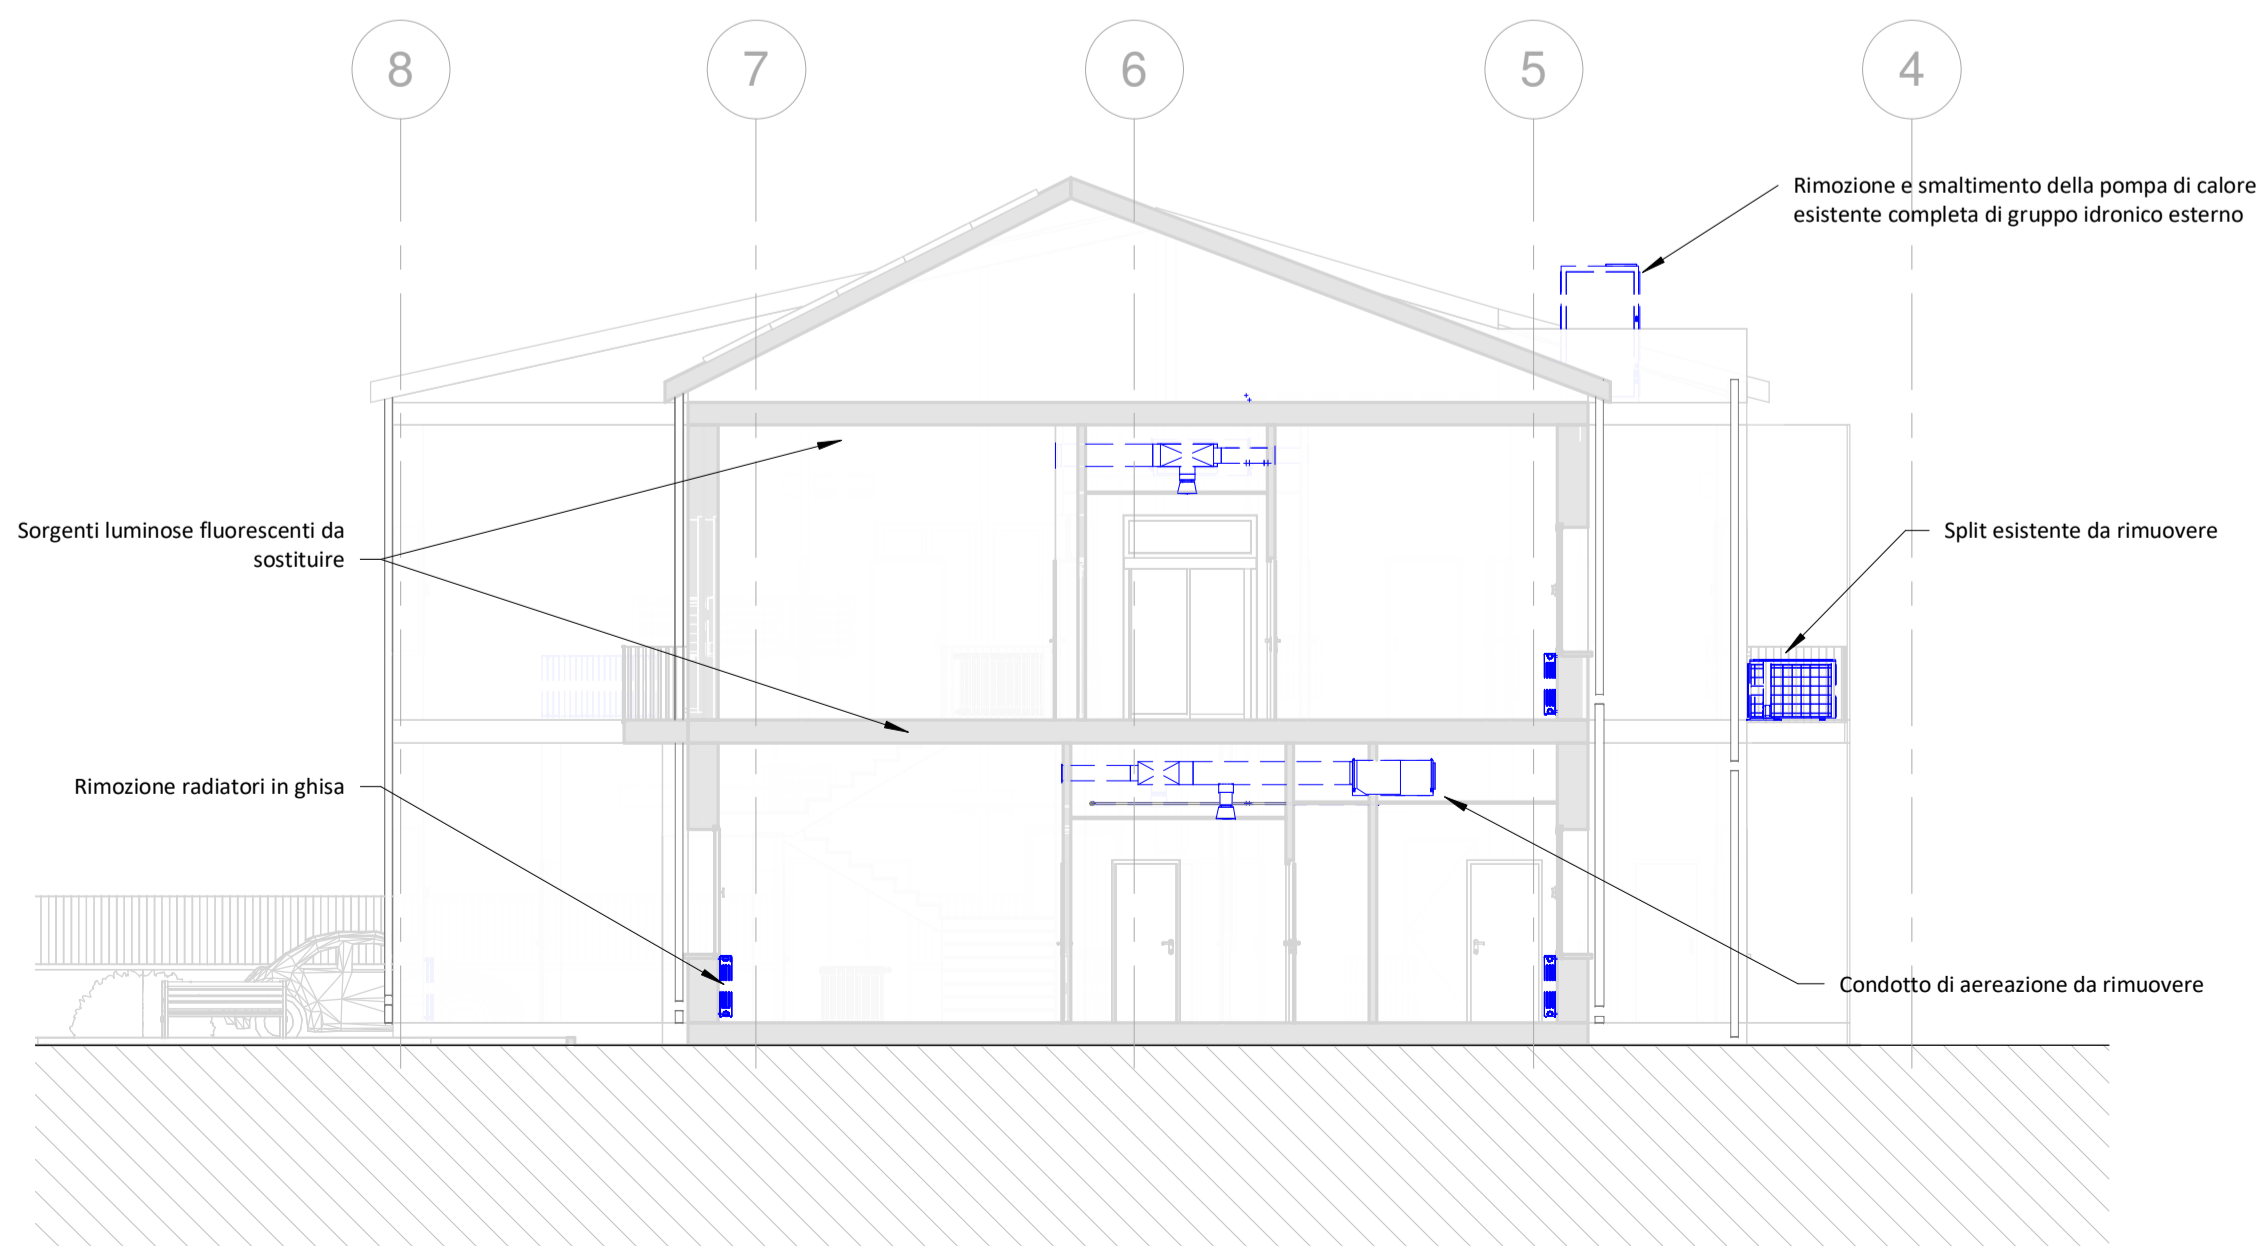 8
7
6
5
4
Rimozione e smaltimento della pompa di calore
esistente completa di gruppo idronico esterno
Sorgenti luminose fluorescenti da
sostituire
Split esistente da rimuovere
Rimozione radiatori in ghisa
Condotto di aereazione da rimuovere